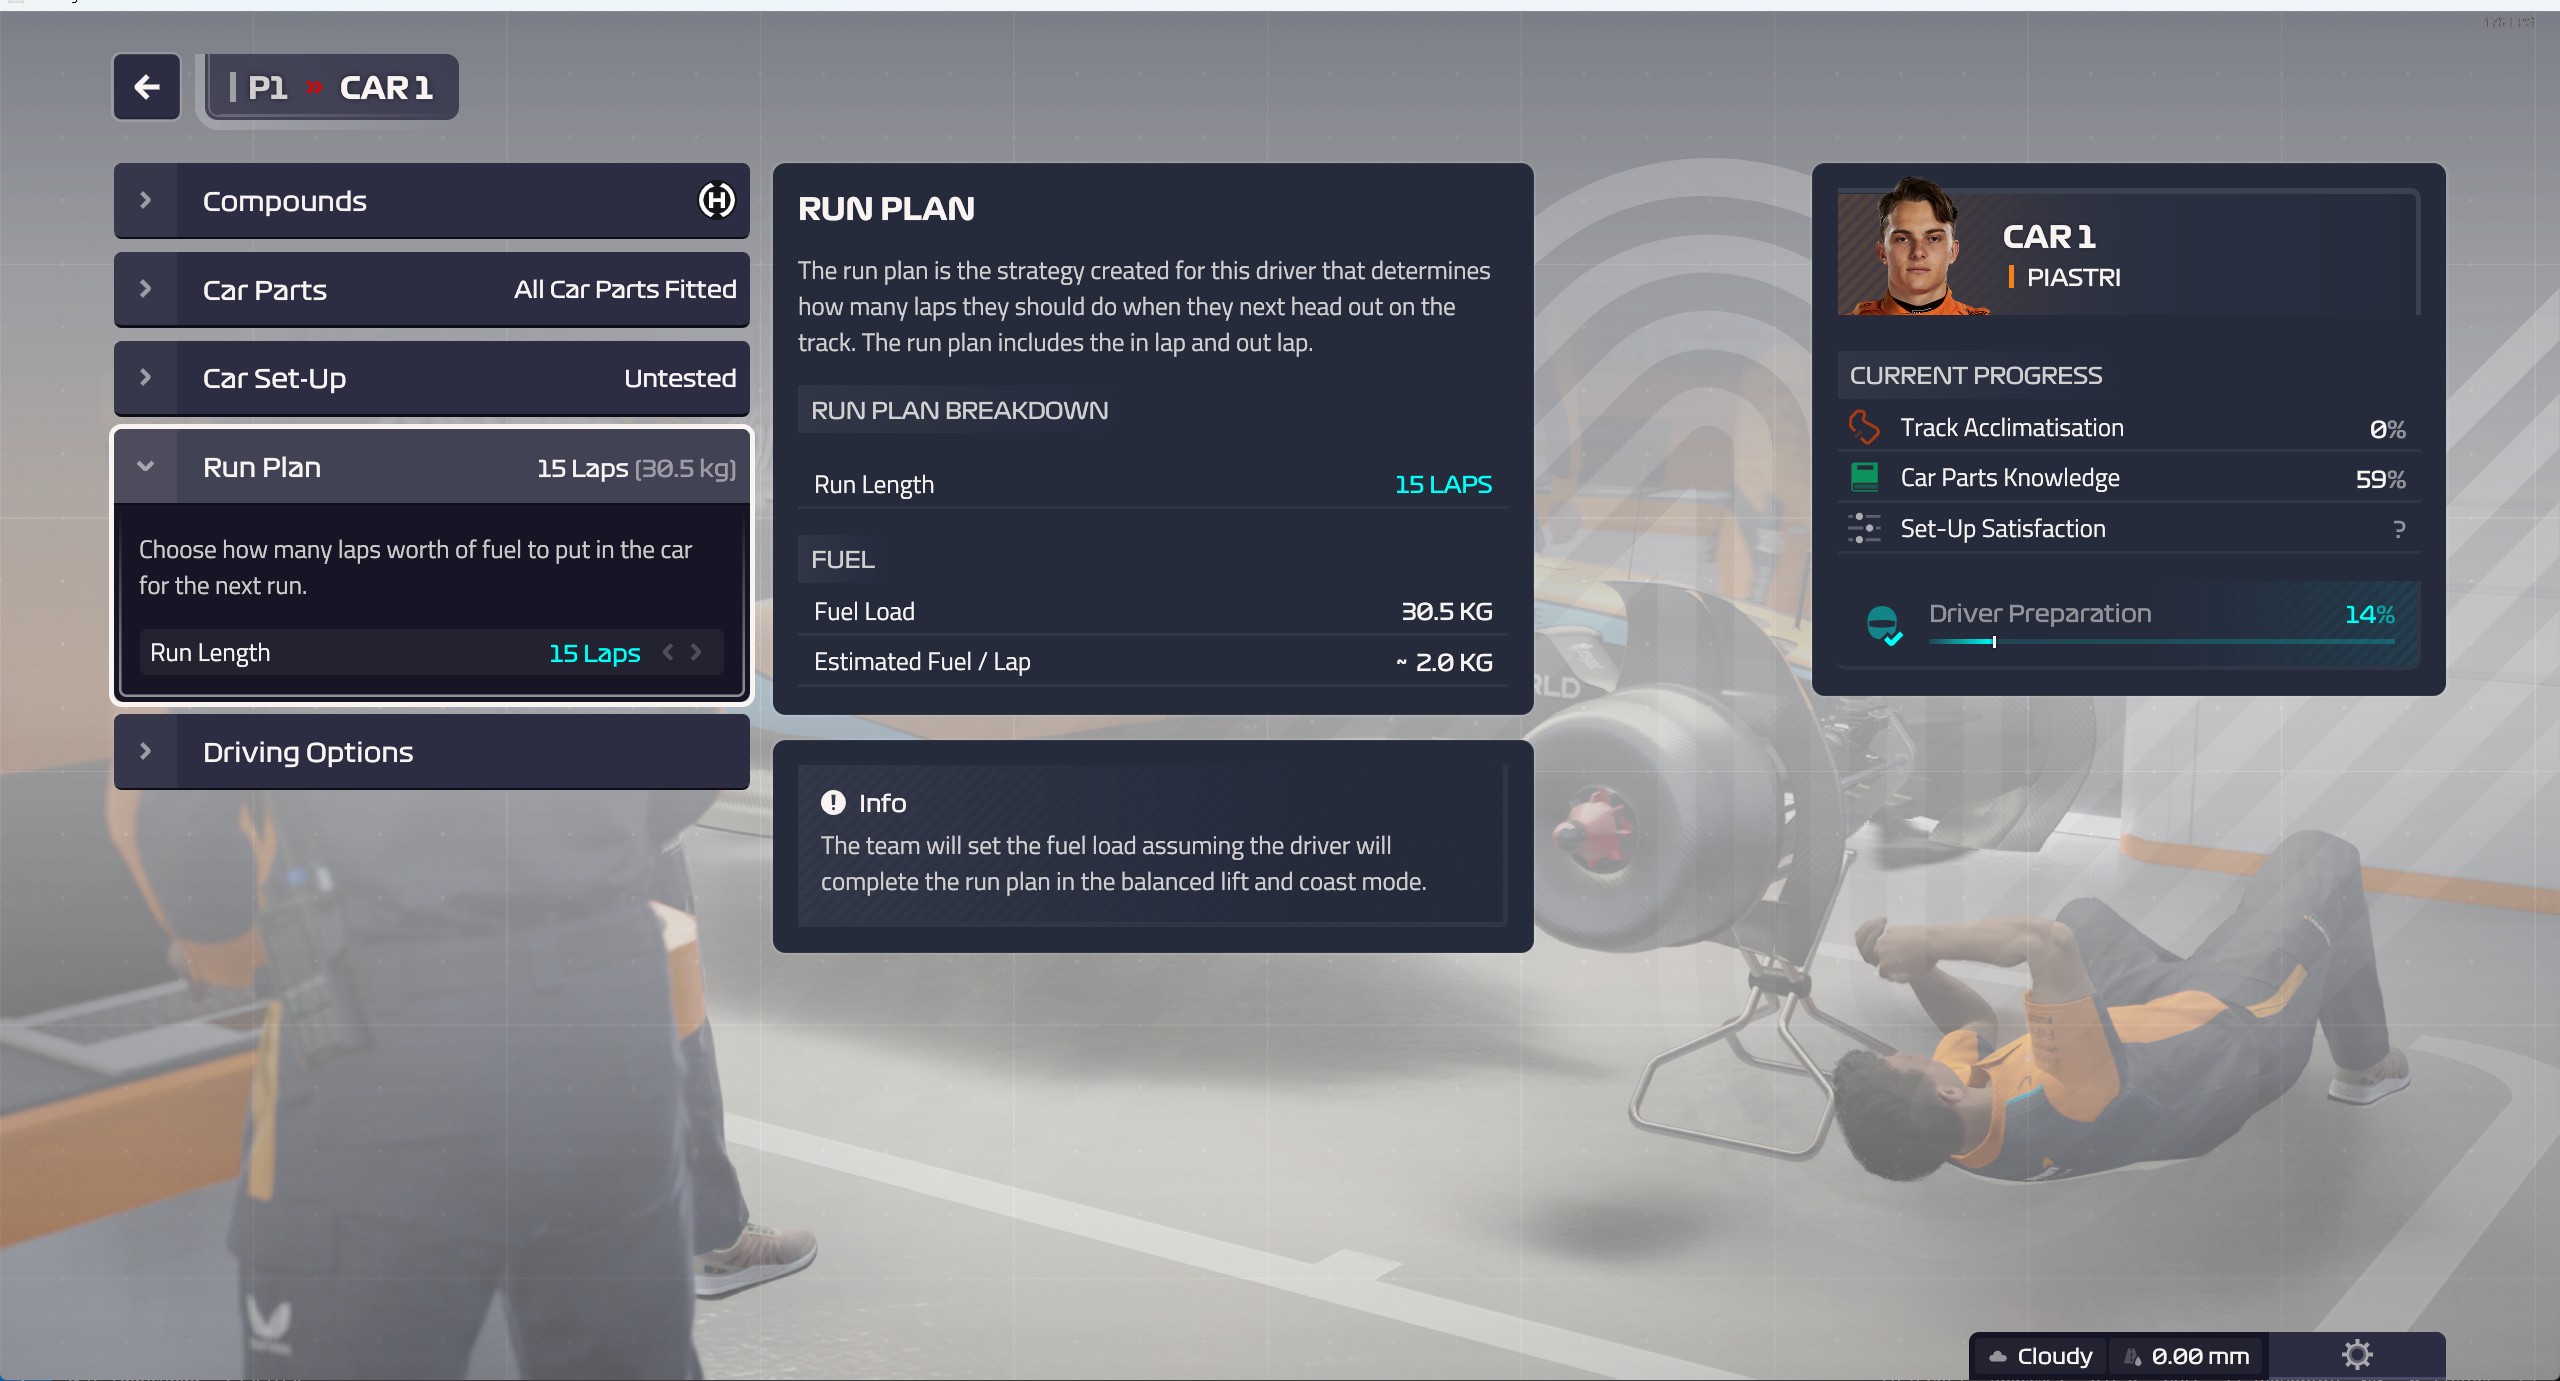 P1 » CAR 1
Compounds H
Car Parts All Car Parts Fitted
Car Set-Up Untested
Run Plan 15 Laps (30.5 kg)
Choose how many laps worth of fuel to put in the car
for the next run.
Run Length 15 Laps
Driving Options
RUN PLAN
The run plan is the strategy created for this driver that determines
how many laps they should do when they next head out on the
track. The run plan includes the in lap and out lap.
RUN PLAN BREAKDOWN
Run Length 15 LAPS
FUEL
Fuel Load 30.5 KG
Estimated Fuel / Lap ~ 2.0 KG
Info
The team will set the fuel load assuming the driver will
complete the run plan in the balanced lift and coast mode.
CAR 1
PIASTRI
CURRENT PROGRESS
Track Acclimatisation 0%
Car Parts Knowledge 59%
Set-Up Satisfaction ?
Driver Preparation 14%
Cloudy 0.00 mm